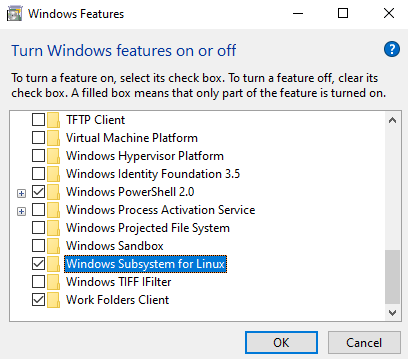 Windows Features
Turn Windows features on or off
To turn a feature on, select its check box. To turn a feature off, clear its
check box. A filled box means that only part of the feature is turned on.
TFTP Client
Virtual Machine Platform
Windows Hypervisor Platform
Windows Identity Foundation 3.5
Windows PowerShell 2.0
Windows Process Activation Service
Windows Projected File System
Windows Sandbox
Windows Subsystem for Linux
Windows TIFF IFilter
Work Folders Client
OK
Cancel